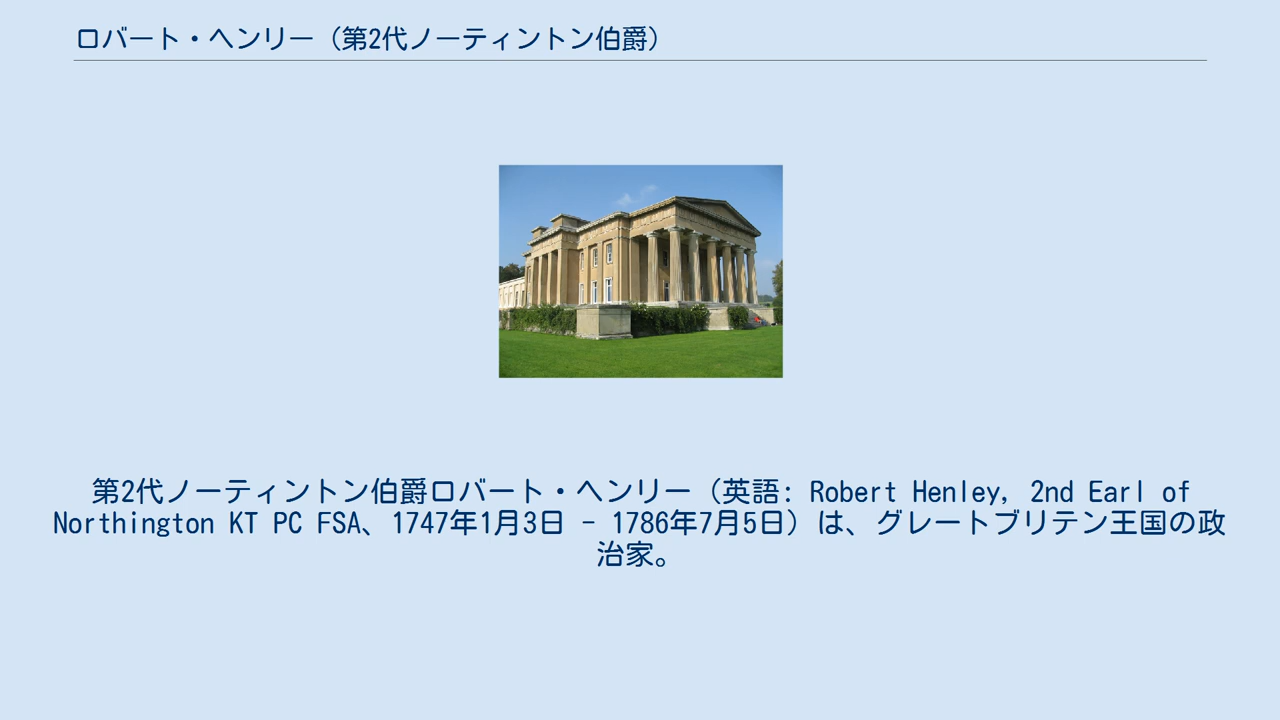 ロバート・ヘンリー（第2代ノーティントン伯爵）
第2代ノーティントン伯爵ロバート・ヘンリー（英語: Robert Henley, 2nd Earl of
Northington KT PC FSA、1747年1月3日 - 1786年7月5日）は、グレートブリテン王国の政
治家。